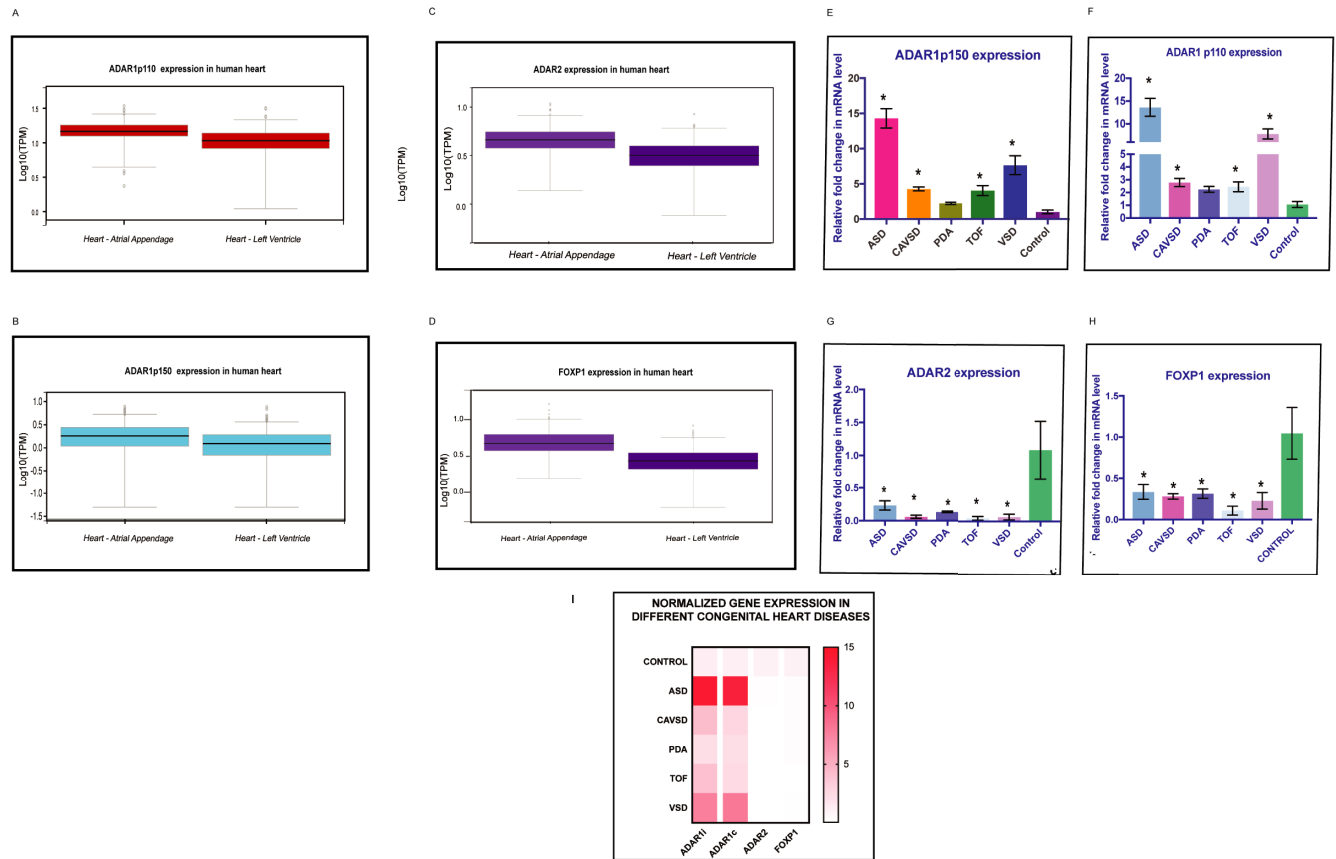 A
ADAR1p110 expression in human heart
Log10(TPM)
1.5
1.0
0.5
0.0
Heart - Atrial Appendage
Heart - Left Ventricle
B
ADAR1p150 expression in human heart
Log10(TPM)
1.0
0.5
0.0
-0.5
-1.0
-1.5
Heart - Atrial Appendage
Heart - Left Ventricle
C
ADAR2 expression in human heart
Log10(TPM)
Log10(TPM)
1.0
0.5
0.0
Heart - Atrial Appendage
Heart - Left Ventricle
D
FOXP1 expression in human heart
Log10(TPM)
1.0
0.5
0.0
Heart - Atrial Appendage
Heart - Left Ventricle
E
ADAR1p150 expression
Relative fold change in mRNA level
20
15
10
5
0
* * * *
ASD
CAVSD
PDA
TOF
VSD
Control
F
ADAR1 p110 expression
Relative fold change in mRNA level
20
15
10
5
4
3
2
1
0
* * * *
ASD
CAVSD
PDA
TOF
VSD
Control
G
ADAR2 expression
Relative fold change in mRNA level
2.0
1.5
1.0
0.5
0.0
* * * * *
ASD
CAVSD
PDA
TOF
VSD
Control
H
FOXP1 expression
Relative fold change in mRNA level
1.5
1.0
0.5
0.0
* * * * *
ASD
CAVSD
PDA
TOF
VSD
CONTROL
I
NORMALIZED GENE EXPRESSION IN
DIFFERENT CONGENITAL HEART DISEASES
CONTROL
ASD
CAVSD
PDA
TOF
VSD
ADAR1i
ADAR1c
ADAR2
FOXP1
15
10
5